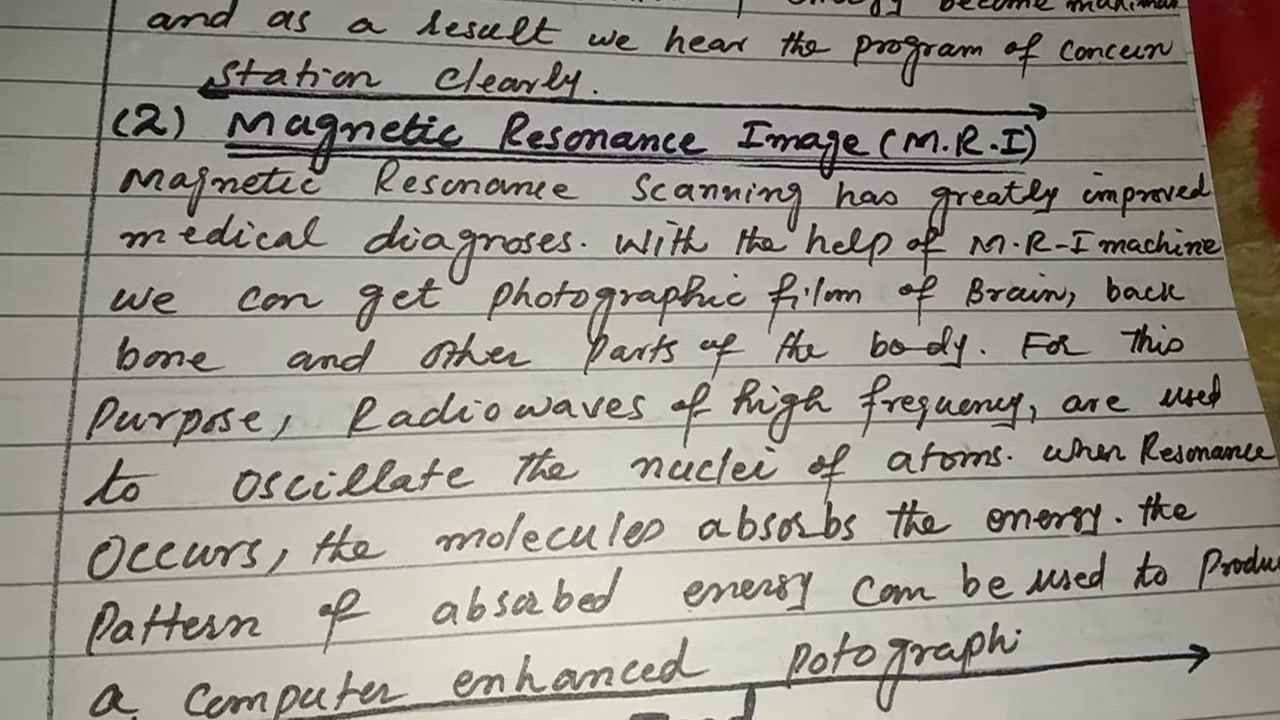 energy become maximum
and as a result we hear the program of concern
station clearly.
(2) Magnetic Resonance Image (M.R.I)
Magnetic Resonance Scanning has greatly improved
medical diagnoses. With the help of M.R-I machine
we can get photographic film of Brain, back
bone and other parts of the body. For this
Purpose, Radiowaves of high frequency, are used
to oscillate the nuclei of atoms. when Resonance
Occurs, the molecules absorbs the energy. the
Pattern of absorbed energy can be used to Produ
a computer enhanced potographi